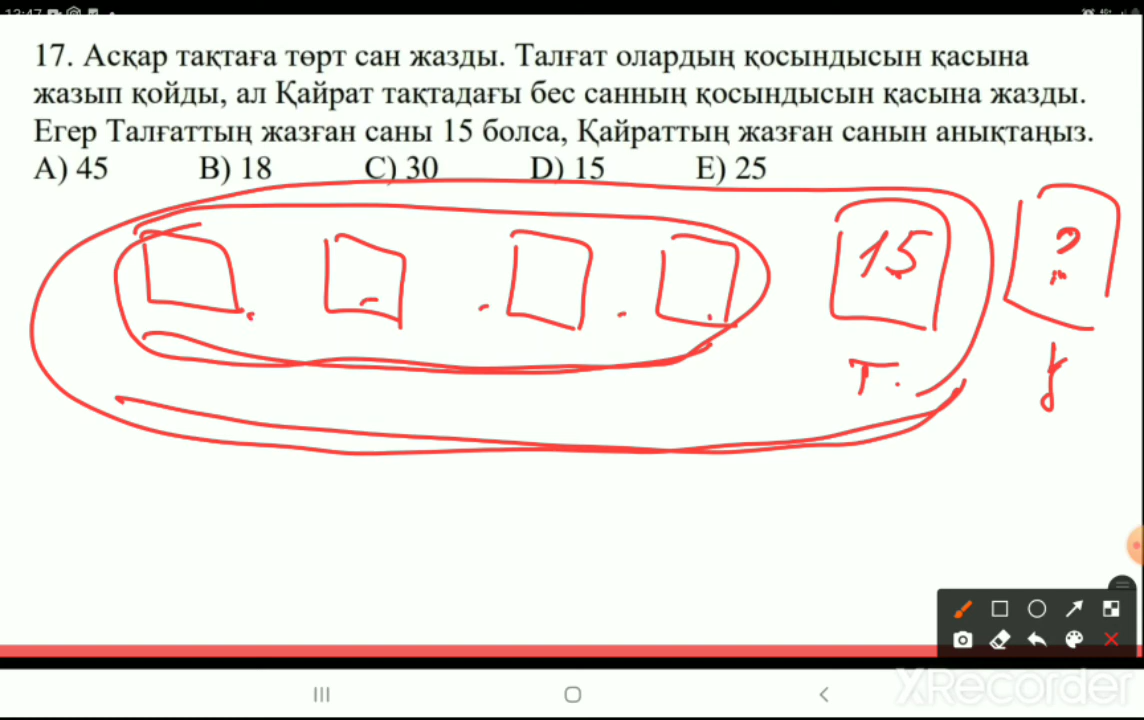 17. Асқар тақтаға төрт сан жазды. Талғат олардың қосындысын қасына
жазып қойды, ал Қайрат тақтадағы бес санның қосындысын қасына жазды.
Егер Талғаттың жазған саны 15 болса, Қайраттың жазған санын анықтаңыз.
A) 45 B) 18 C) 30 D) 15 E) 25
15 ?
Т.
XRecorder